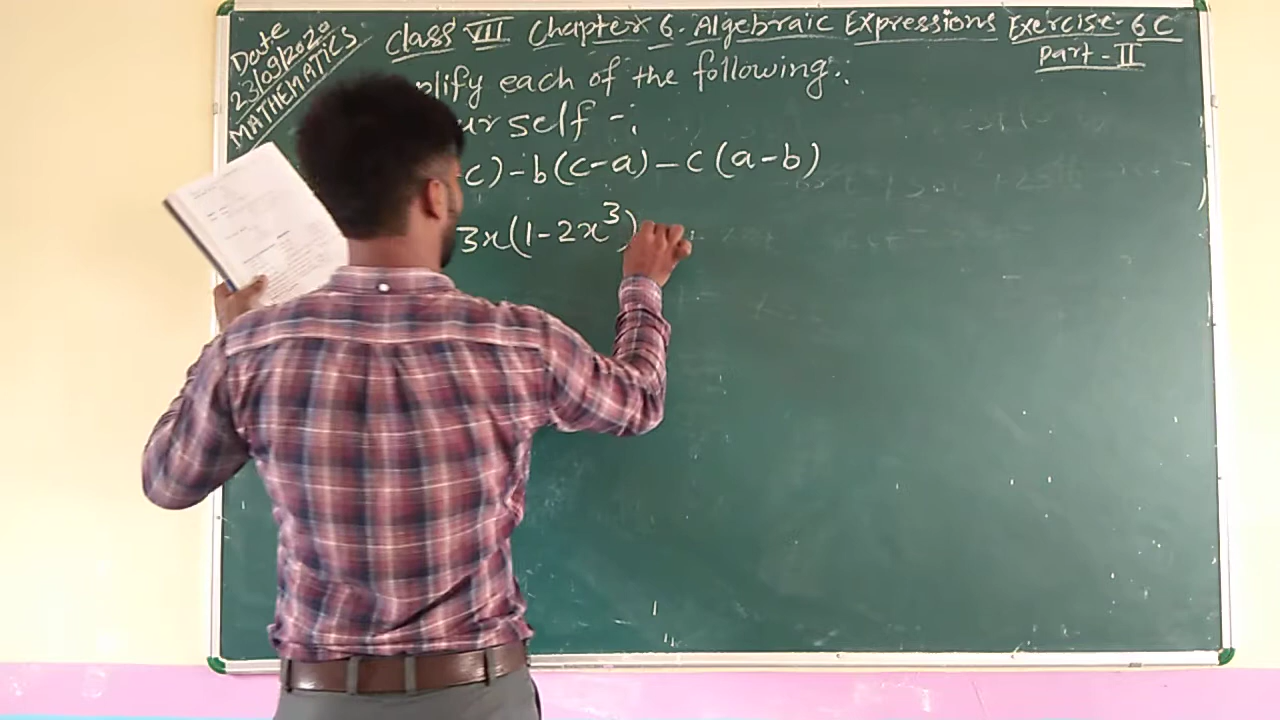 Date
23/09/2020
MATHEMATICS
Class VII Chapter 6. Algebraic Expressions Exercise-6C
Part-II
plify each of the following:
urself -:
c)-b(c-a)-c(a-b)
3x(1-2x³)